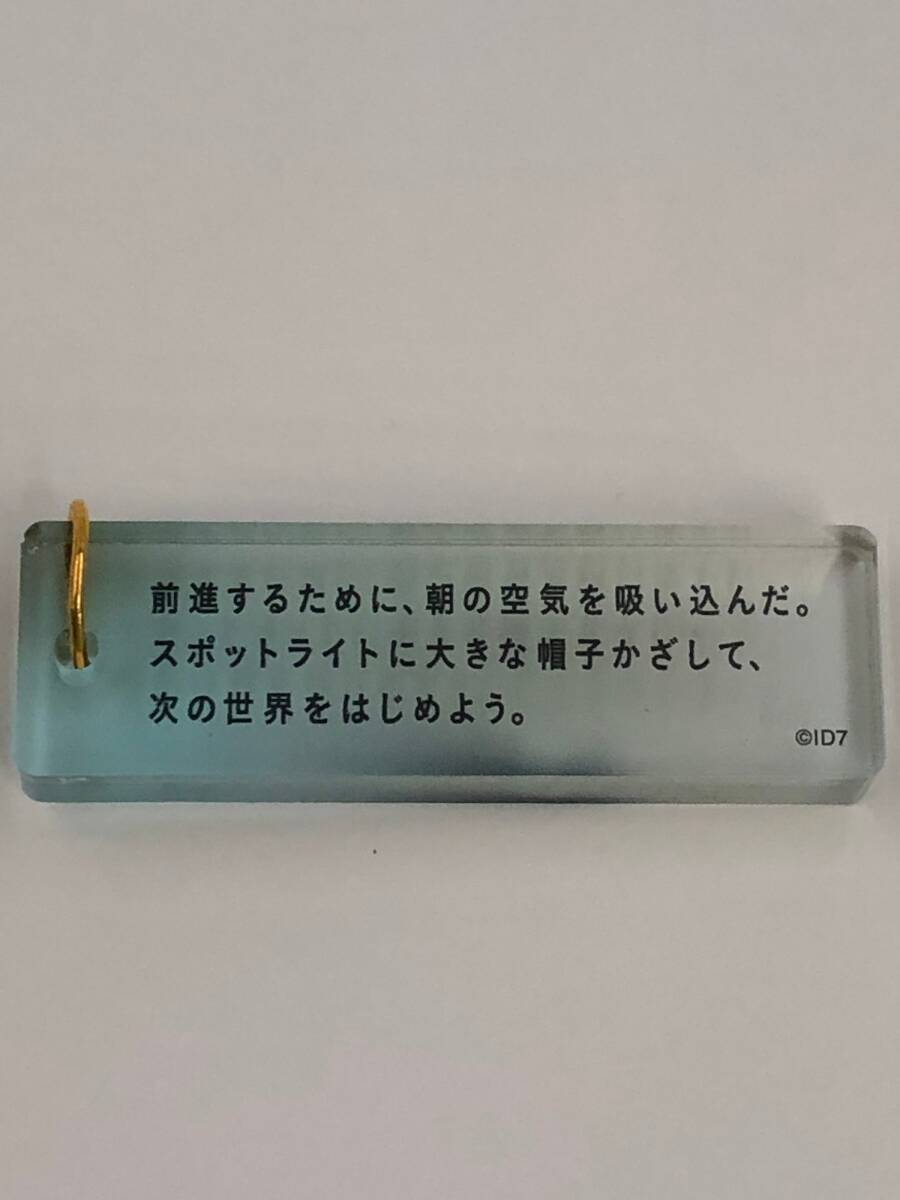 前進するために、朝の空気を吸い込んだ。
スポットライトに大きな帽子かざして、
次の世界をはじめよう。
©ID7